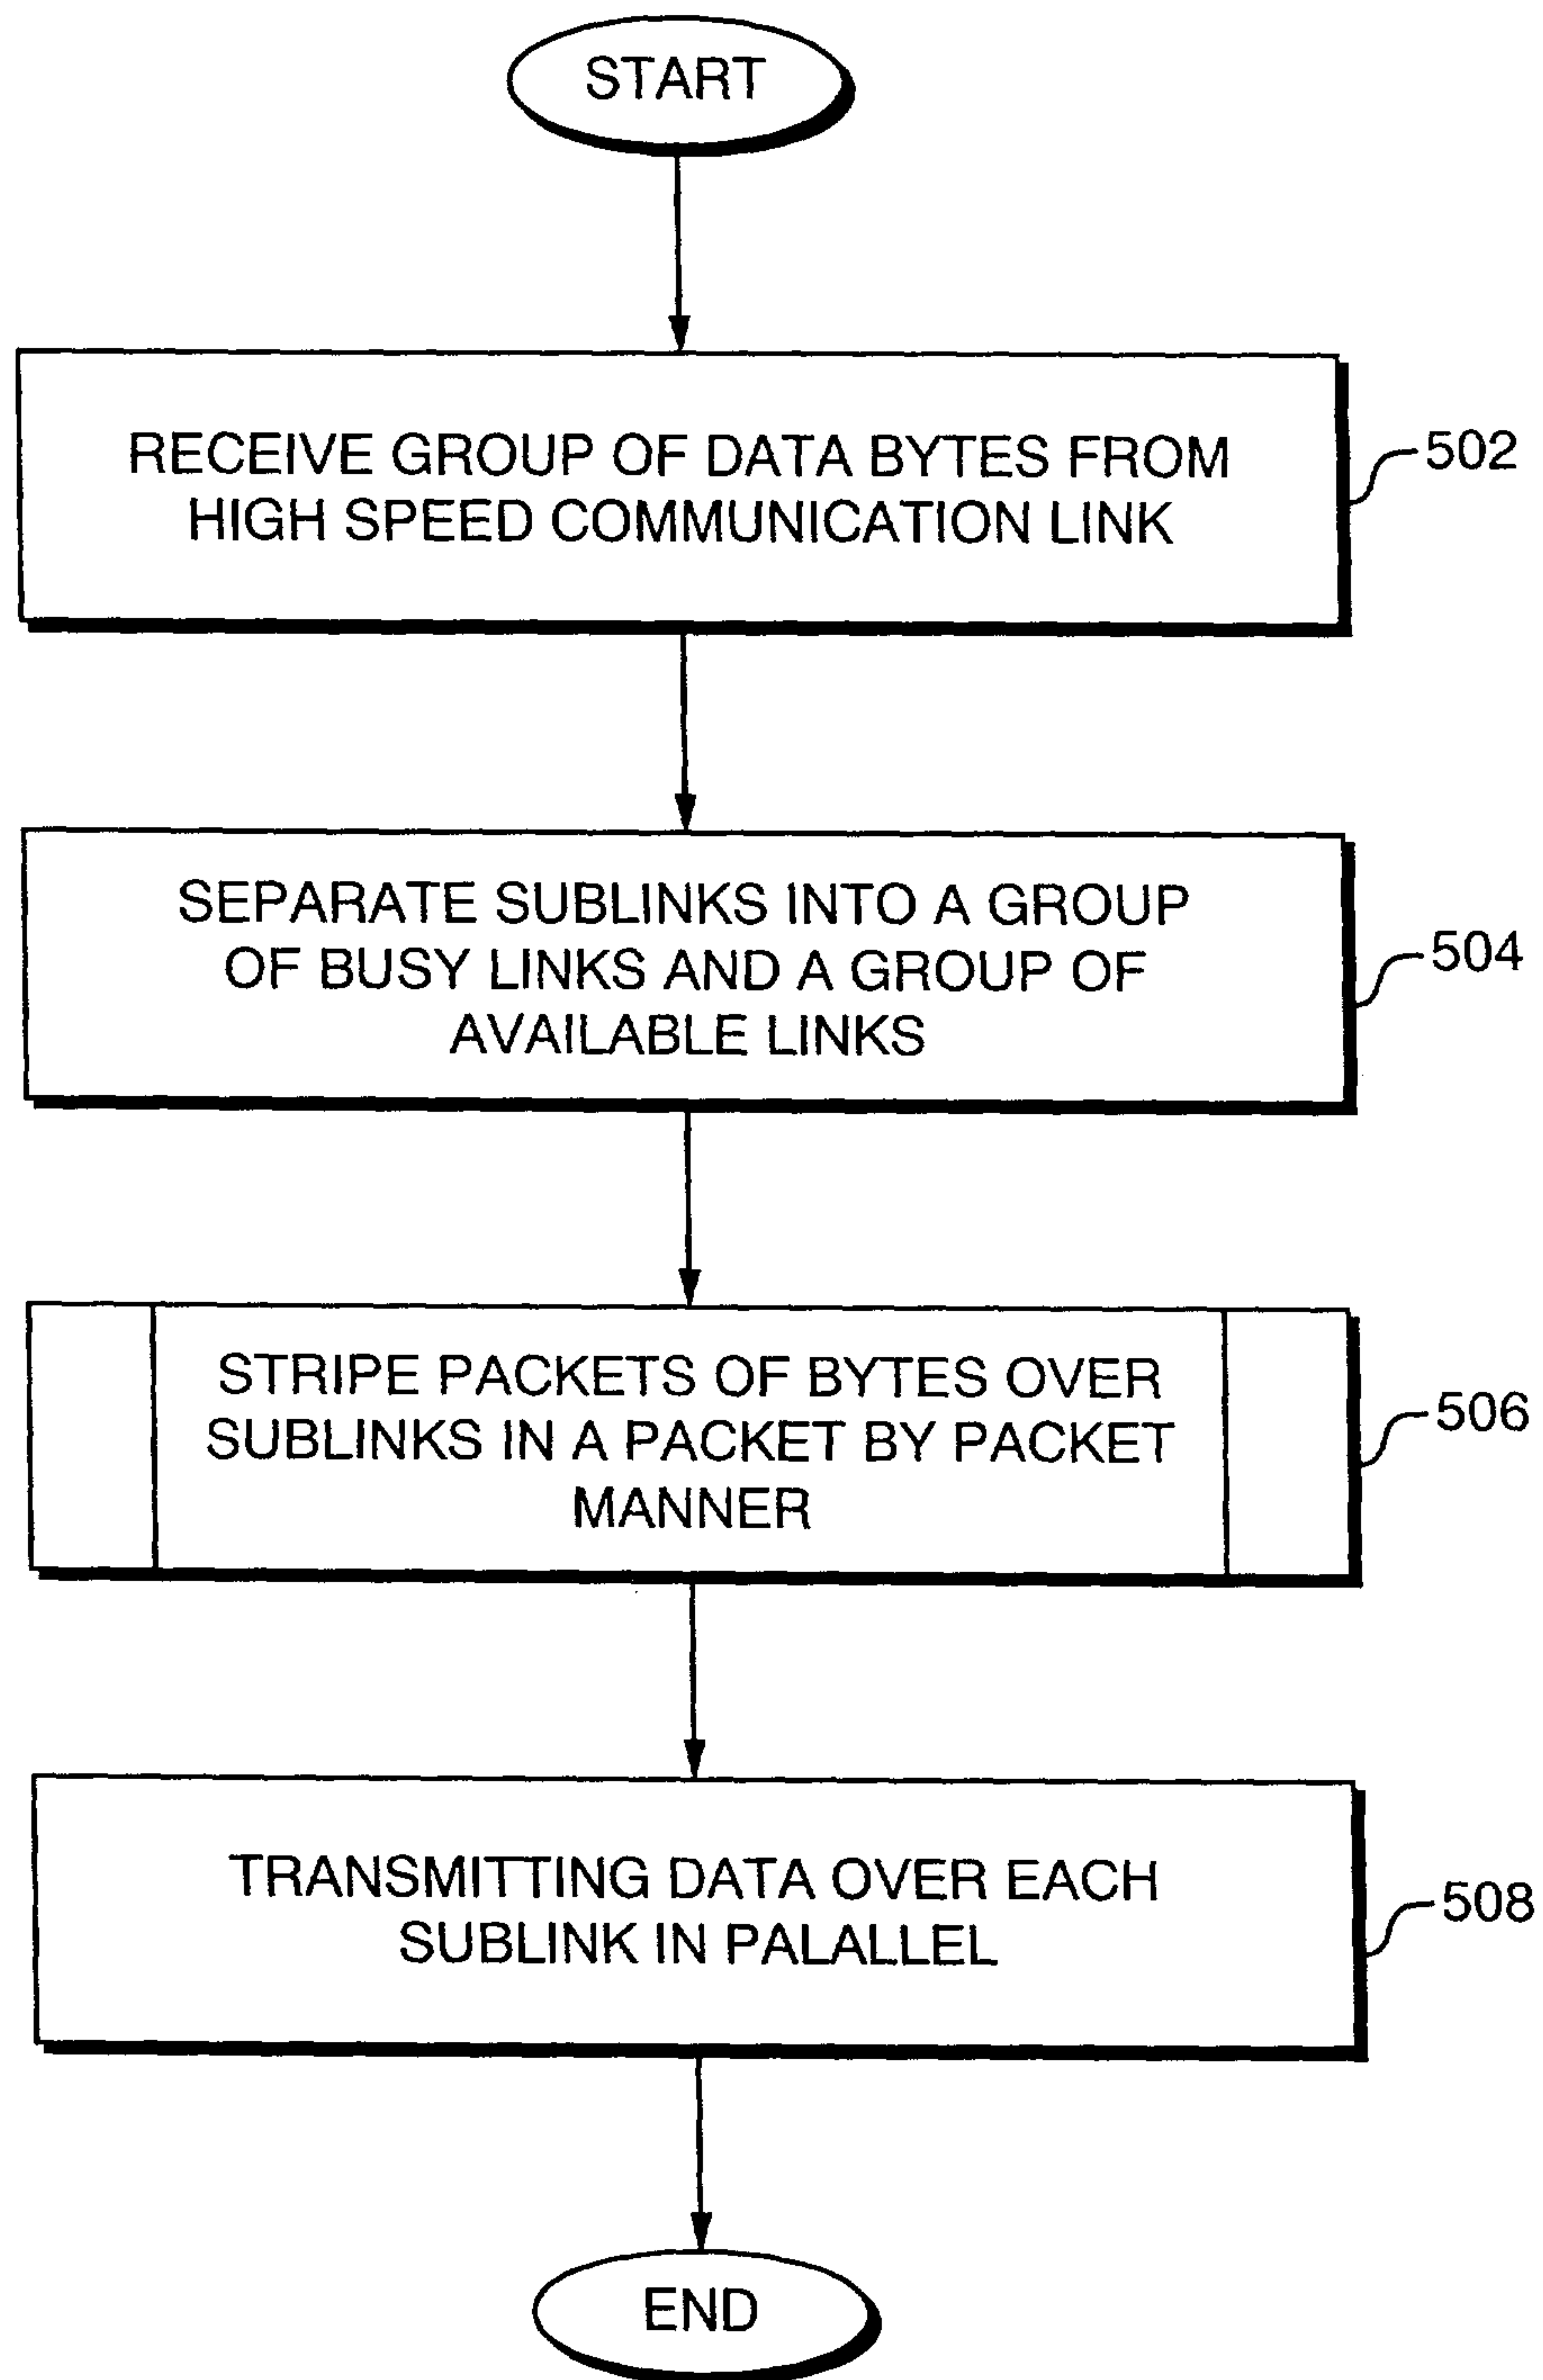 START
RECEIVE GROUP OF DATA BYTES FROM
HIGH SPEED COMMUNICATION LINK
502
SEPARATE SUBLINKS INTO A GROUP
OF BUSY LINKS AND A GROUP OF
AVAILABLE LINKS
504
STRIPE PACKETS OF BYTES OVER
SUBLINKS IN A PACKET BY PACKET
MANNER
506
TRANSMITTING DATA OVER EACH
SUBLINK IN PALALLEL
508
END